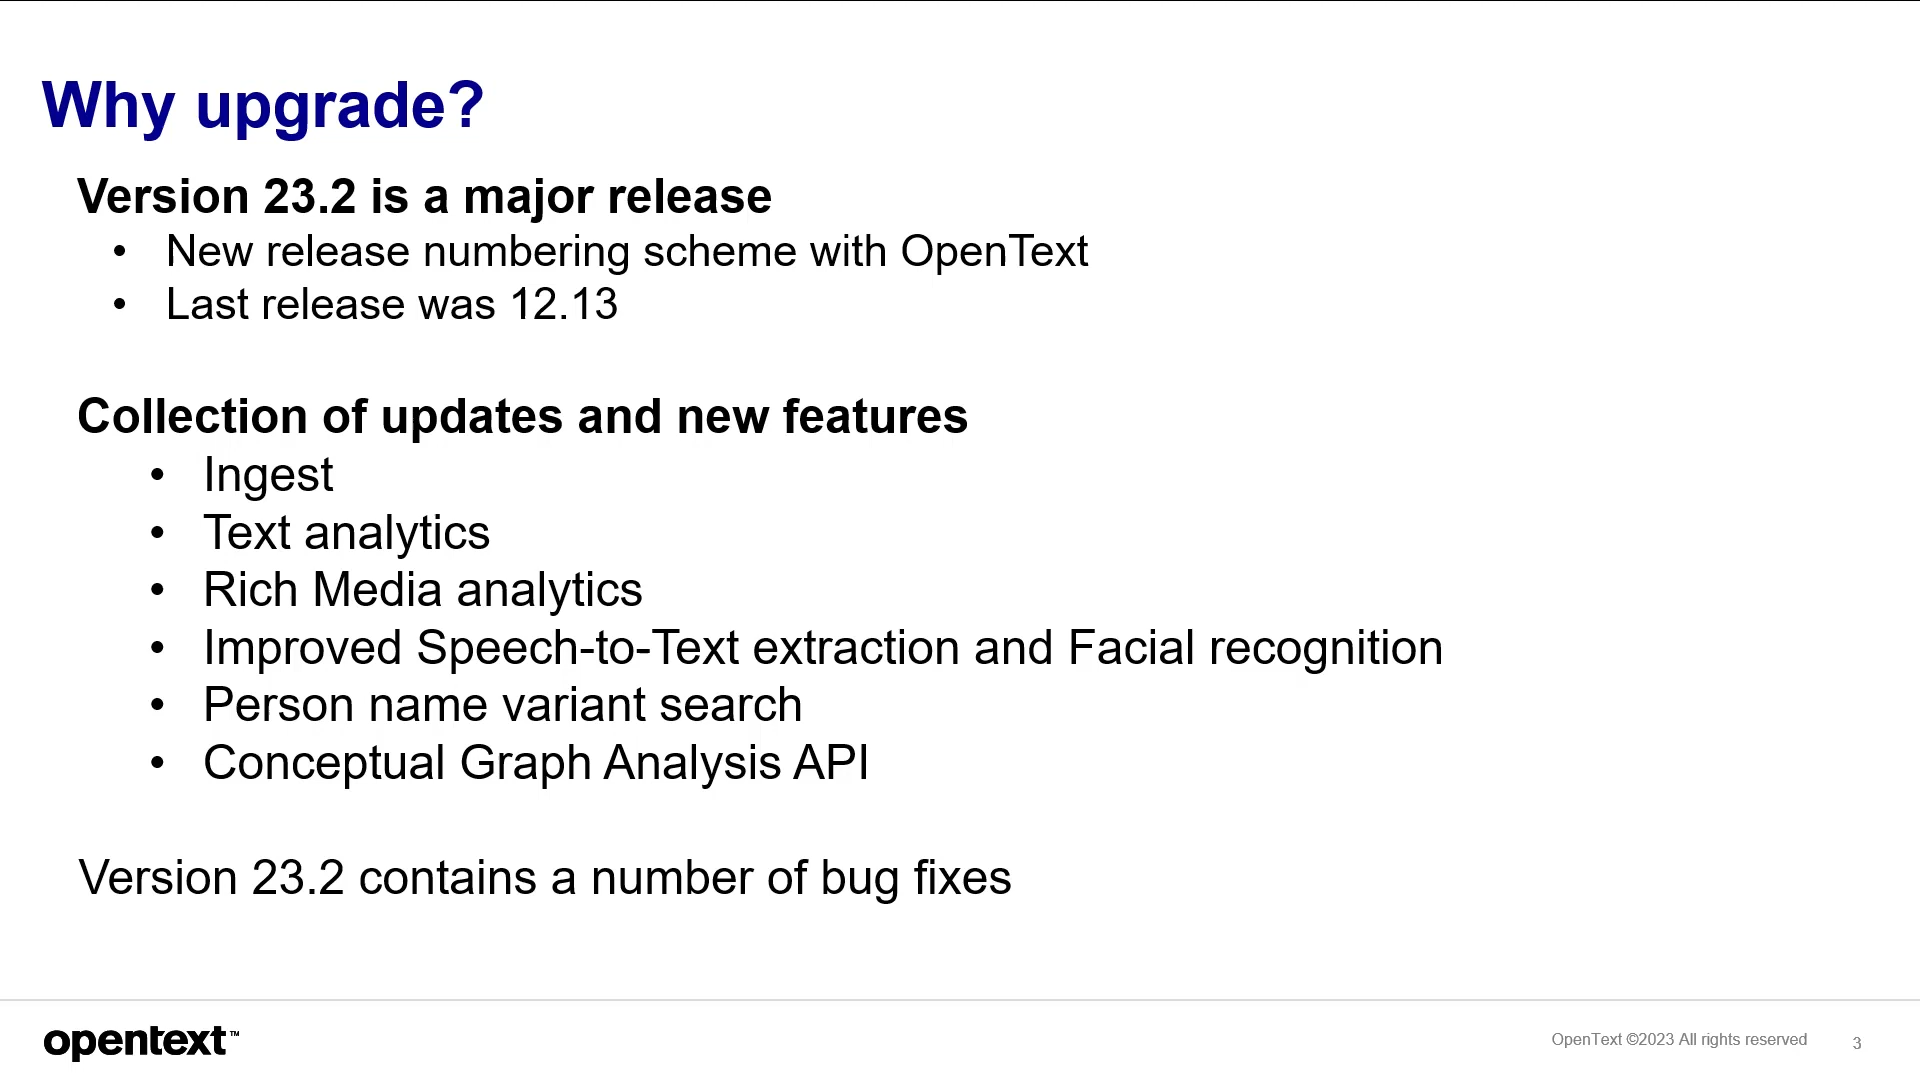 Why upgrade?
Version 23.2 is a major release
• New release numbering scheme with OpenText
• Last release was 12.13
Collection of updates and new features
• Ingest
• Text analytics
• Rich Media analytics
• Improved Speech-to-Text extraction and Facial recognition
• Person name variant search
• Conceptual Graph Analysis API
Version 23.2 contains a number of bug fixes
opentext™
OpenText ©2023 All rights reserved
3